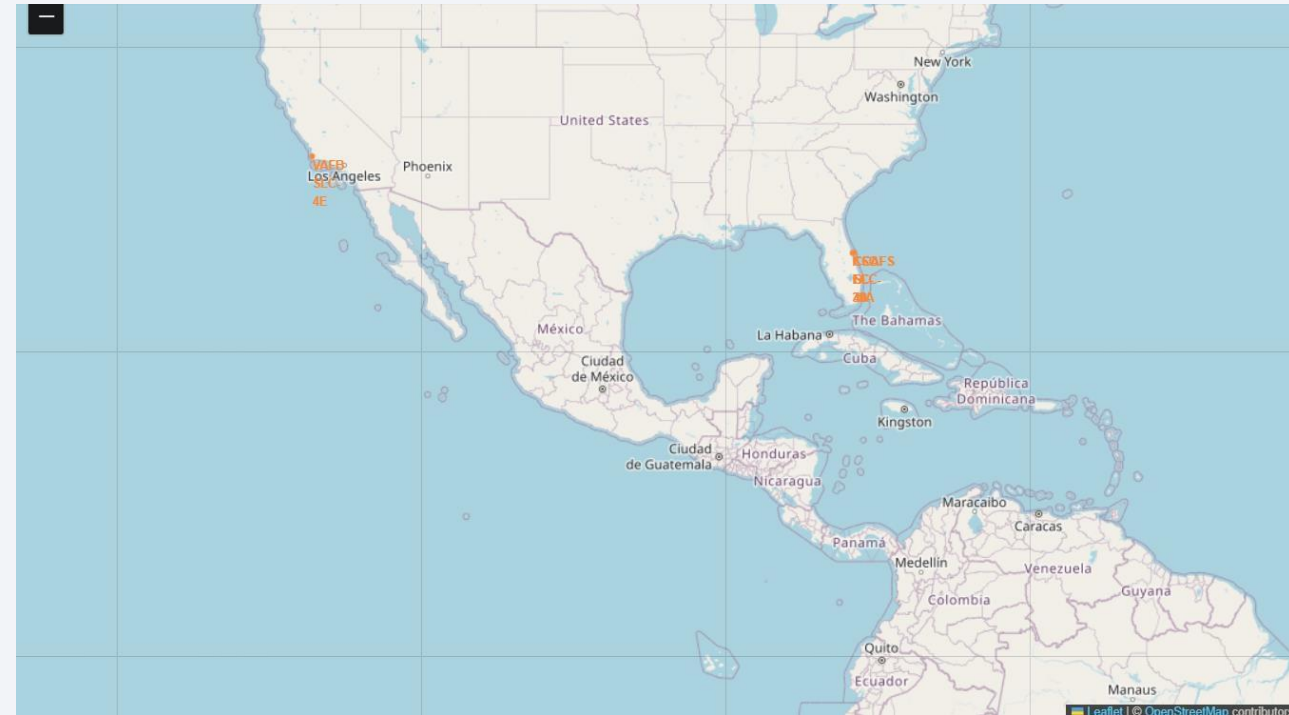 −
New York
Washington
United States
Phoenix
VAFB
Los Angeles
SLC-
4E
The Bahamas
México
La Habana
Cuba
Ciudad
de México
República
Dominicana
Kingston
Ciudad
de Guatemala
Honduras
Nicaragua
Maracaibo
Caracas
Panamá
Medellín
Venezuela
Guyana
Colombia
Quito
Ecuador
Manaus
Leaflet | © OpenStreetMap contributor